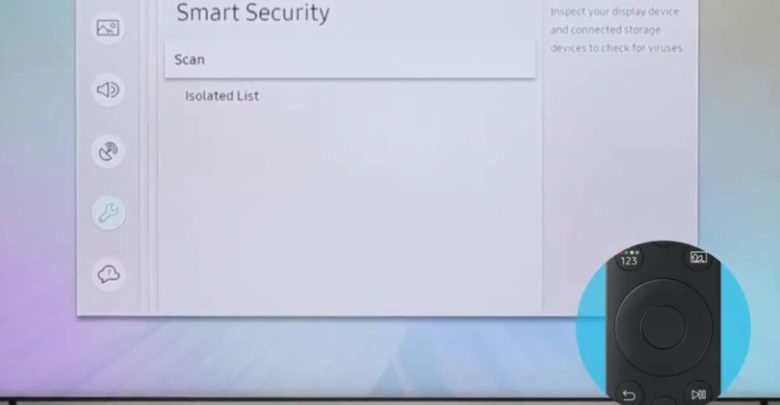 Smart Security
Scan
Isolated List
Inspect your display device
and connected storage
devices to check for viruses
123